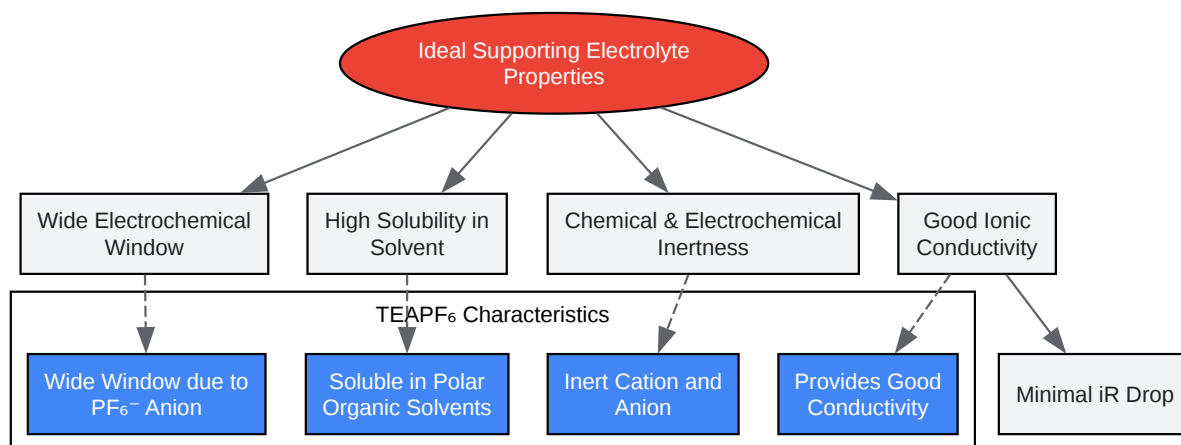 Ideal Supporting Electrolyte
Properties
Wide Electrochemical
Window
High Solubility in
Solvent
Chemical & Electrochemical
Inertness
Good Ionic
Conductivity
TEAPF₆ Characteristics
Wide Window due to
PF₆⁻ Anion
Soluble in Polar
Organic Solvents
Inert Cation and
Anion
Provides Good
Conductivity
Minimal iR Drop